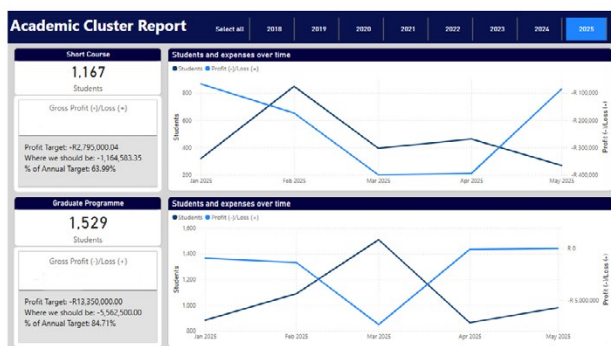 Academic Cluster Report
Select all 2018 2019 2020 2021 2022 2023 2024 2025
Short Course
1,167
Students
Gross Profit (-)/Loss (+)
Profit Target: -R2,795,000.04
Where we should be: -1,164,583.35
% of Annual Target: 63.99%
Students and expenses over time
Students Profit (-)/Loss (+)
Students
800
600
400
200
Jan 2025 Feb 2025 Mar 2025 Apr 2025 May 2025
-R 100,000
-R 200,000
-R 300,000
-R 400,000
Profit (-)/Loss (+)
Graduate Programme
1,529
Students
Gross Profit (-)/Loss (+)
Profit Target: -R13,350,000.00
Where we should be: -5,562,500.00
% of Annual Target: 84.71%
Students and expenses over time
Students Profit (-)/Loss (+)
Students
1,600
1,400
1,200
1,000
800
Jan 2025 Feb 2025 Mar 2025 Apr 2025 May 2025
R 0
-R 5,000,000
Profit (-)/Loss (+)